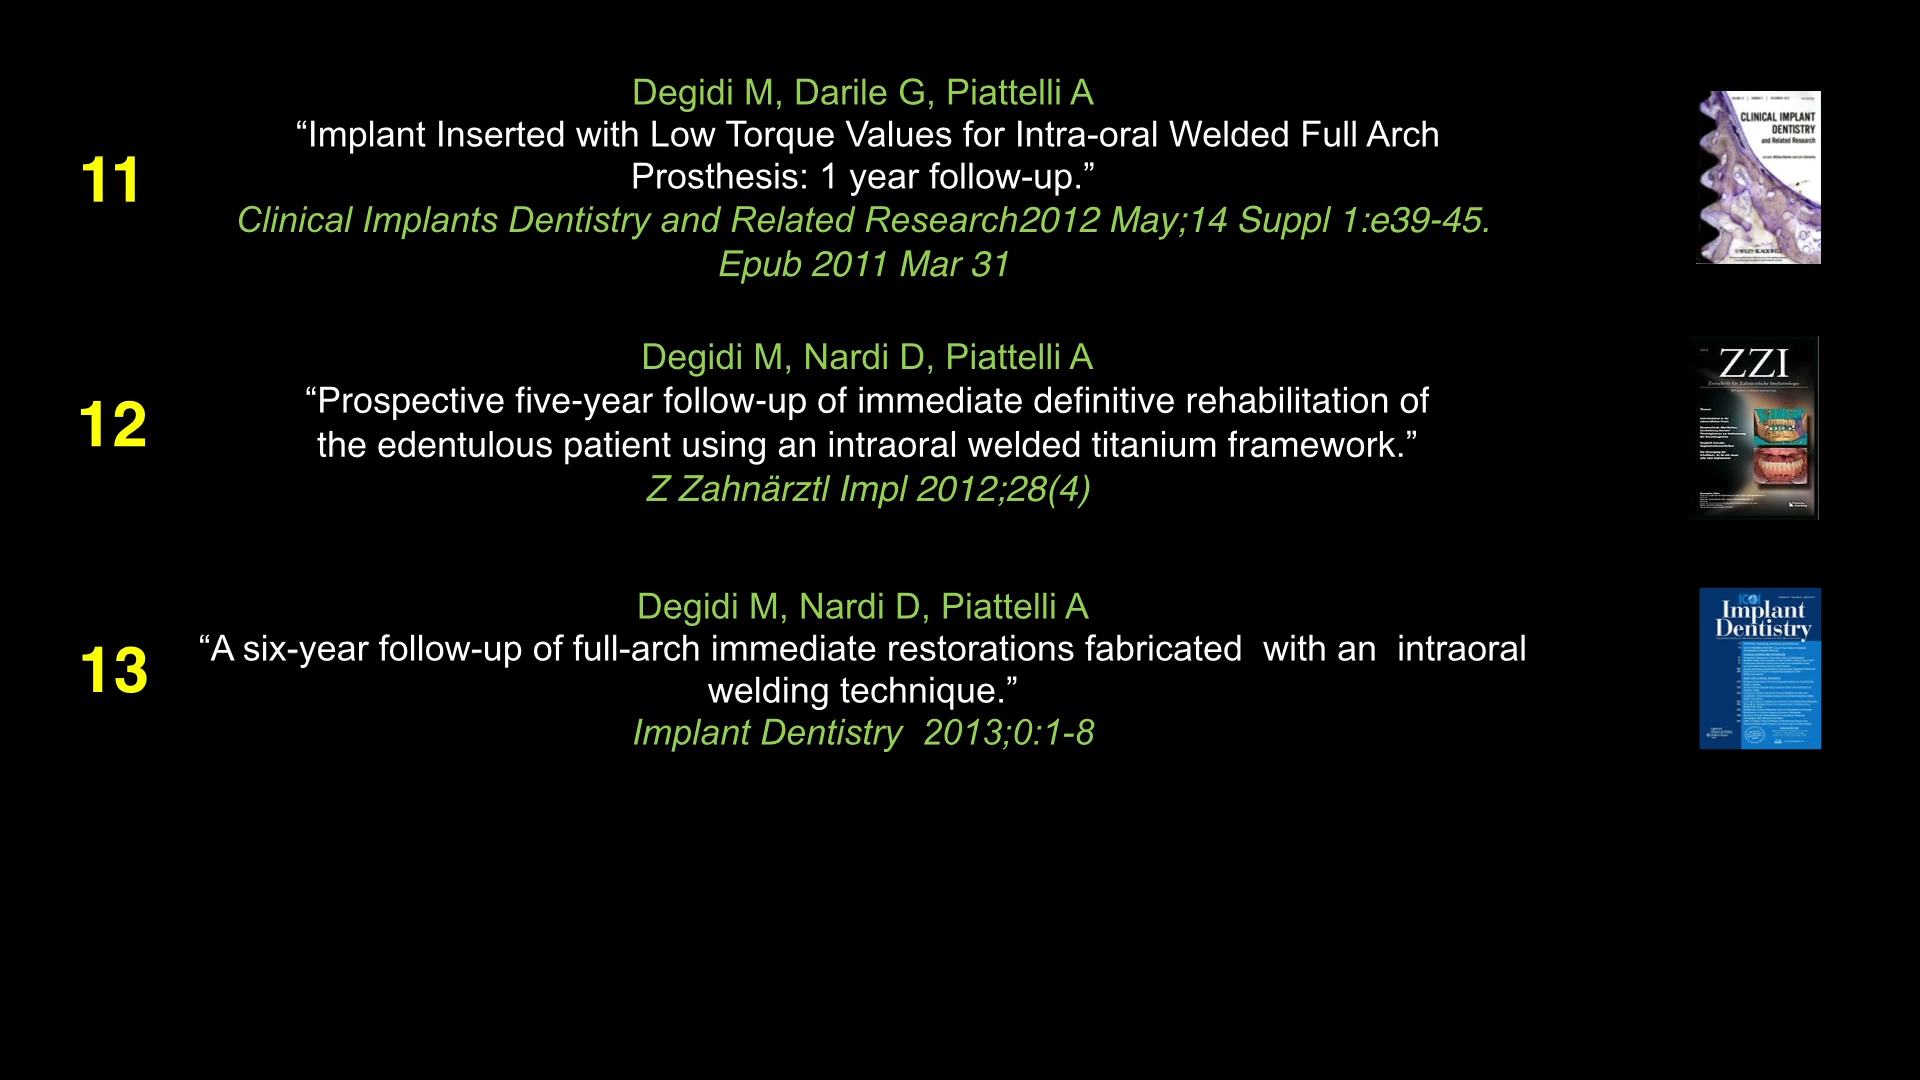 Degidi M, Darile G, Piattelli A
“Implant Inserted with Low Torque Values for Intra-oral Welded Full Arch
Prosthesis: 1 year follow-up.”
11
Clinical Implants Dentistry and Related Research2012 May;14 Suppl 1:e39-45.
Epub 2011 Mar 31
CLINICAL IMPLANT
DENTISTRY
and Related Research
Degidi M, Nardi D, Piattelli A
“Prospective five-year follow-up of immediate definitive rehabilitation of
12
the edentulous patient using an intraoral welded titanium framework.”
Z Zahnärztl Impl 2012;28(4)
ZZI
Zeitschrift für Zahnärztliche Implantologie
Degidi M, Nardi D, Piattelli A
“A six-year follow-up of full-arch immediate restorations fabricated  with an  intraoral
13
welding technique.”
Implant Dentistry  2013;0:1-8
ICOI
Implant
Dentistry